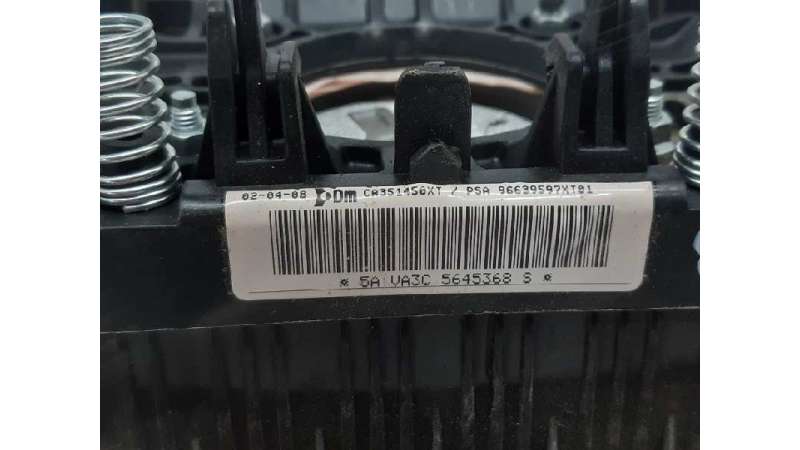 02-04-08 Dm CA351456XT / PSA 96639597XT01
* 5A VA3C 5645368 S *